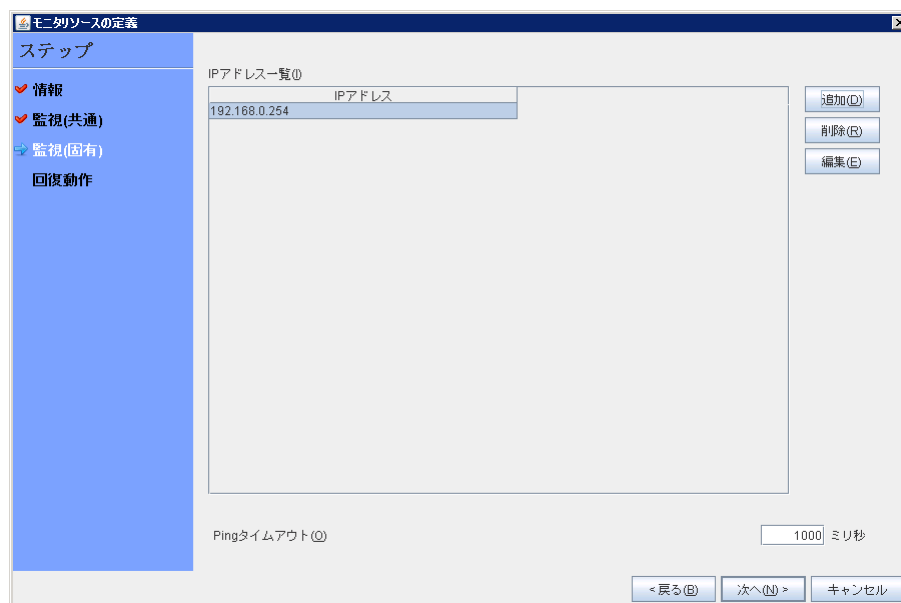 モニタリソースの定義
ステップ
情報
監視(共通)
監視(固有)
回復動作
IPアドレス一覧(I)
IPアドレス
192.168.0.254
追加(D)
削除(R)
編集(E)
Pingタイムアウト(O)
1000 ミリ秒
<戻る(B) 次へ(N)> キャンセル